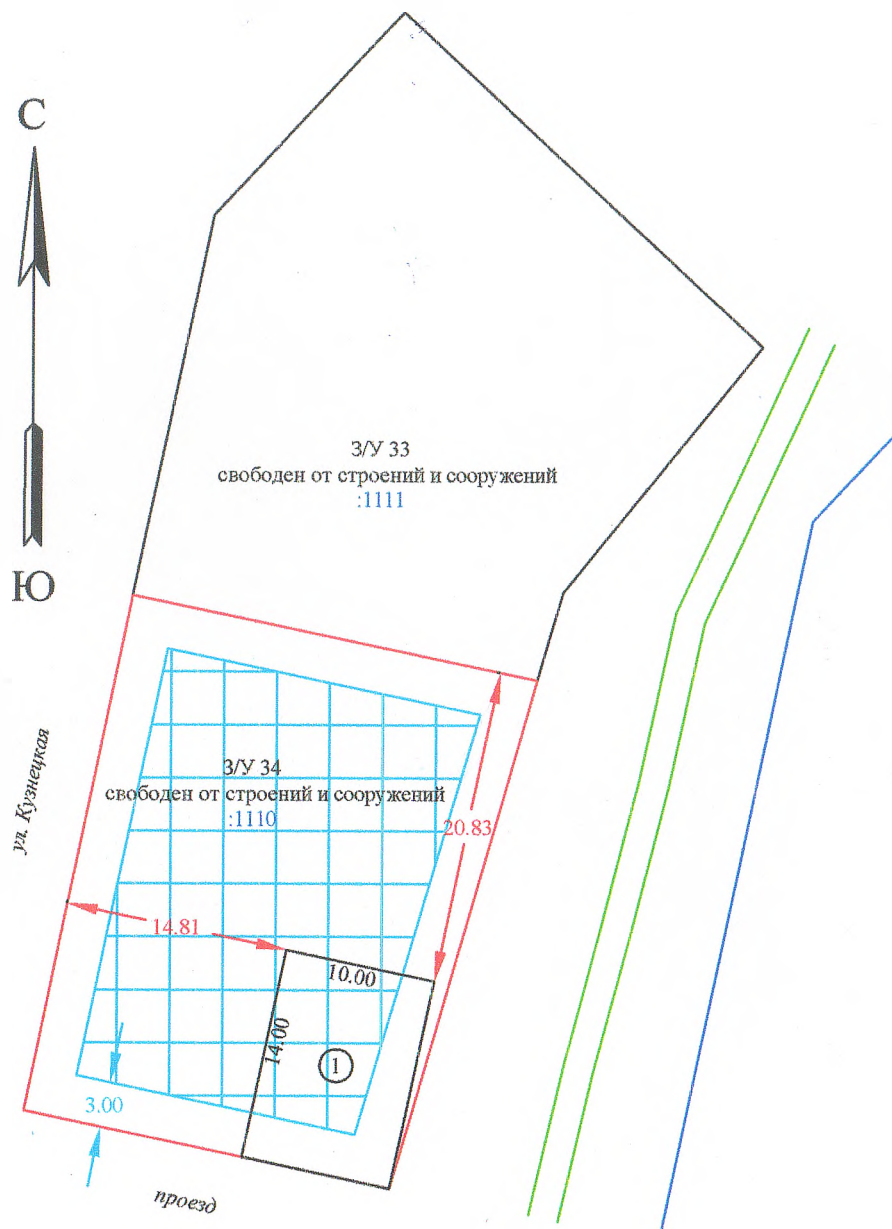 С
Ю
З/У 33
свободен от строений и сооружений
:1111
ул. Кузнецкая
З/У 34
свободен от строений и сооружений
:1110
20.83
14.81
10.00
14.00
1
3.00
проезд